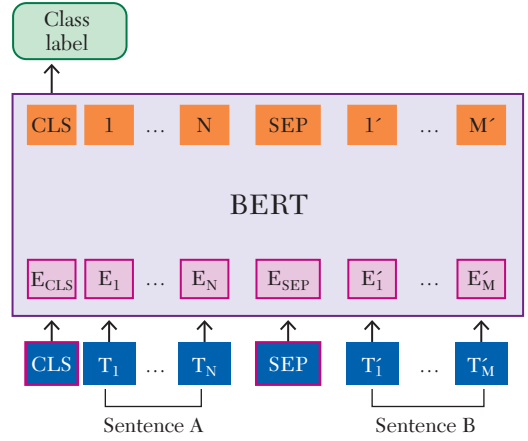 Class
label
CLS 1 ... N SEP 1´ ... M´
BERT
E_CLS E_1 ... E_N E_SEP E´_1 ... E´_M
CLS T_1 ... T_N SEP T´_1 ... T´_M
Sentence A Sentence B